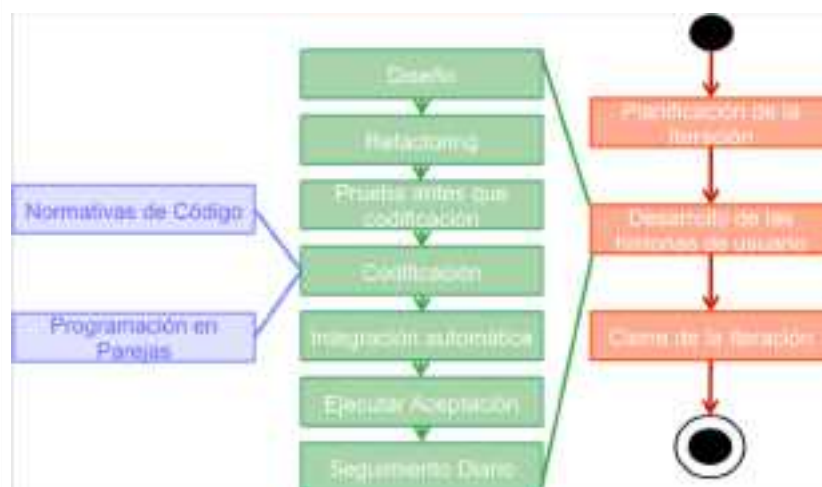 Diseño
Refactoring
Prueba antes que
codificación
Codificación
Integración automática
Ejecutar Aceptación
Seguimiento Diario
Normativas de Código
Programación en
Parejas
Planificación de la
Iteración
Desarrollo de las
historias de usuario
Cierre de la Iteración